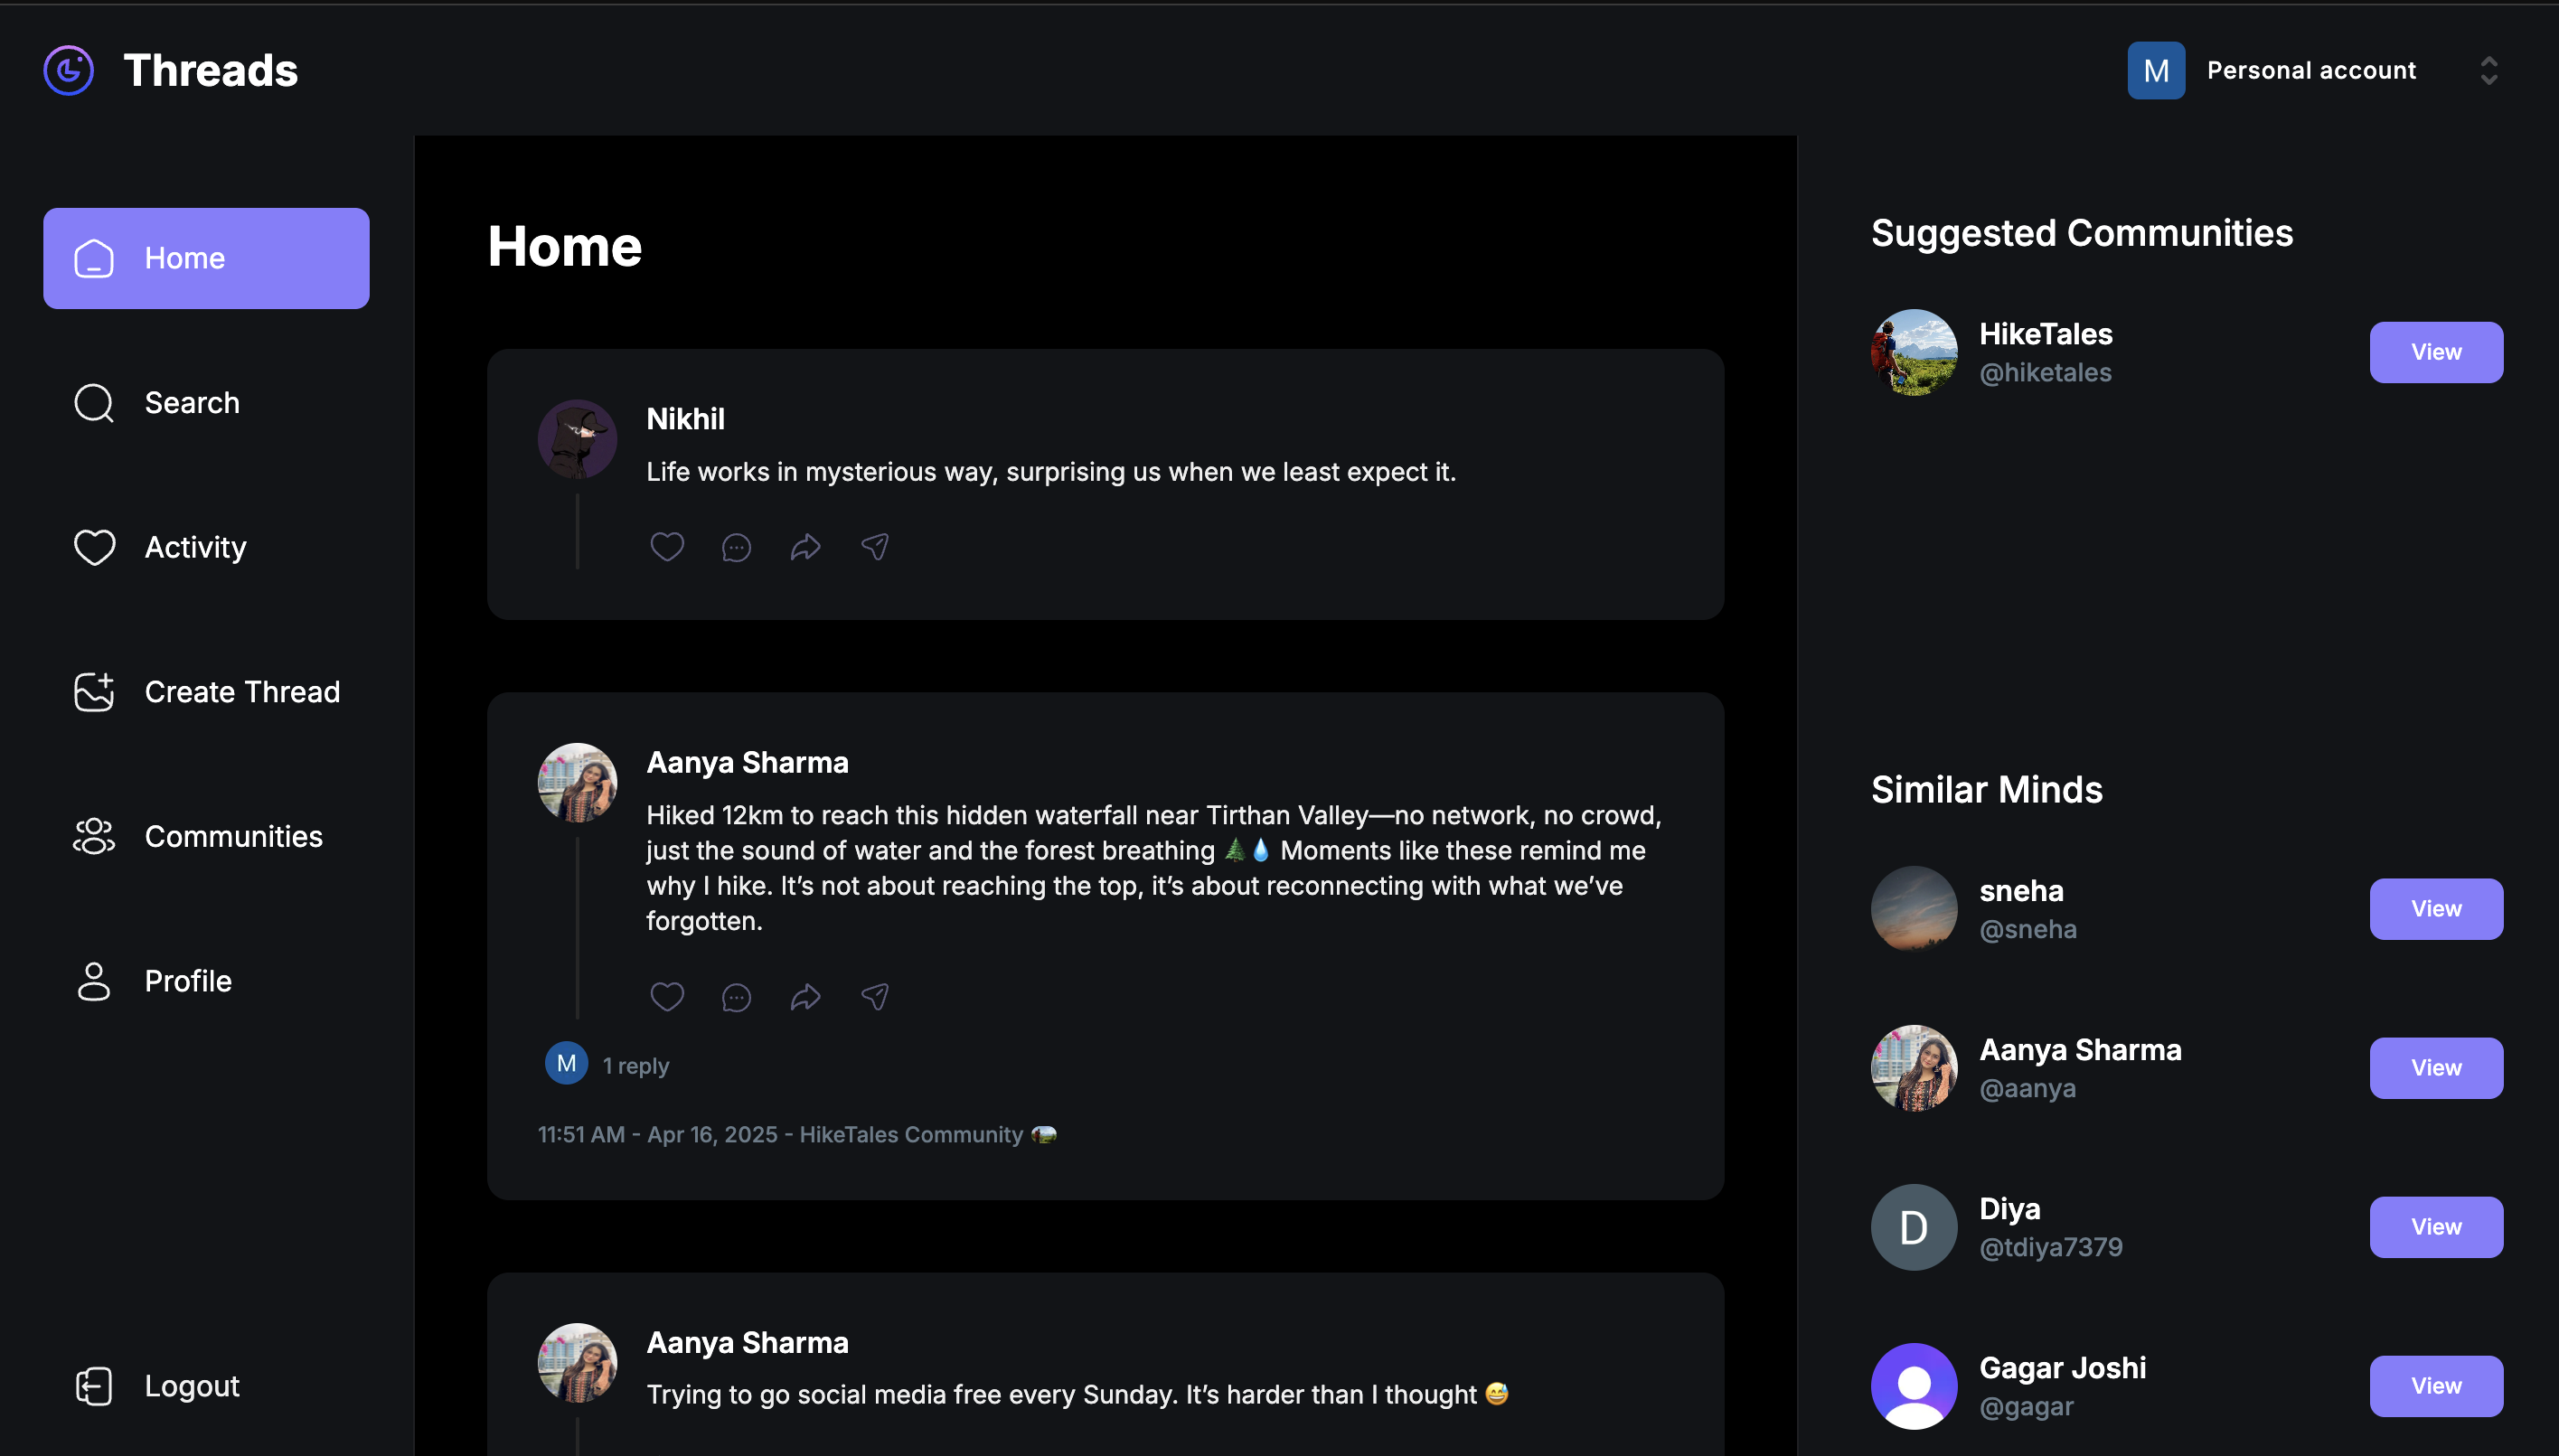 Threads
M Personal account
Home
Search
Activity
Create Thread
Communities
Profile
Logout
Home
Nikhil
Life works in mysterious way, surprising us when we least expect it.
Aanya Sharma
Hiked 12km to reach this hidden waterfall near Tirthan Valley—no network, no crowd,
just the sound of water and the forest breathing 🌲💧 Moments like these remind me
why I hike. It’s not about reaching the top, it’s about reconnecting with what we’ve
forgotten.
M 1 reply
11:51 AM - Apr 16, 2025 - HikeTales Community
Aanya Sharma
Trying to go social media free every Sunday. It’s harder than I thought 😅
Suggested Communities
HikeTales
@hiketales
View
Similar Minds
sneha
@sneha
View
Aanya Sharma
@aanya
View
D
Diya
@tdiya7379
View
Gagar Joshi
@gagar
View